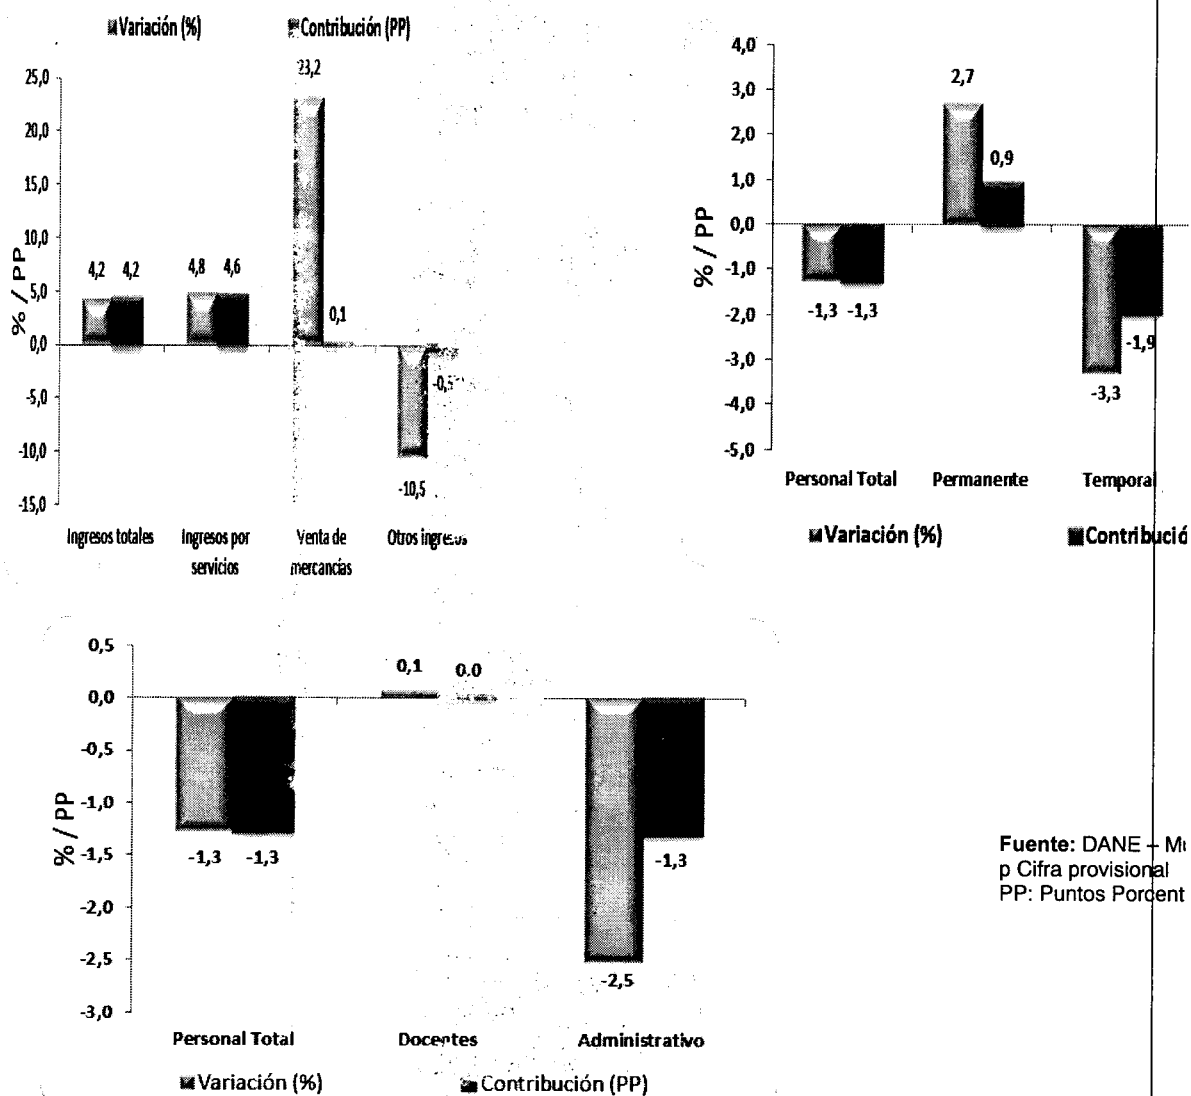 Variación (%) Contribución (PP)
23,2
25,0
20,0
15,0
10,0
5,0
0,0
-5,0
-10,0
-15,0
% / PP
4,2 4,2 4,8 4,6
0,1
-10,5
Ingresos totales Ingresos por servicios Venta de mercancías Otros ingresos
4,0
3,0
2,0
1,0
0,0
-1,0
-2,0
-3,0
-4,0
-5,0
% / PP
2,7
0,9
-1,3 -1,3
-1,9
-3,3
Personal Total Permanente Temporal
Variación (%) Contribució
0,5
0,0
-0,5
-1,0
-1,5
-2,0
-2,5
-3,0
% / PP
0,1 0.0
-1,3 -1,3 -1,3
-2,5
Personal Total Docentes Administrativo
Variación (%) Contribución (PP)
Fuente: DANE – Mu
p Cifra provisional
PP: Puntos Porcent